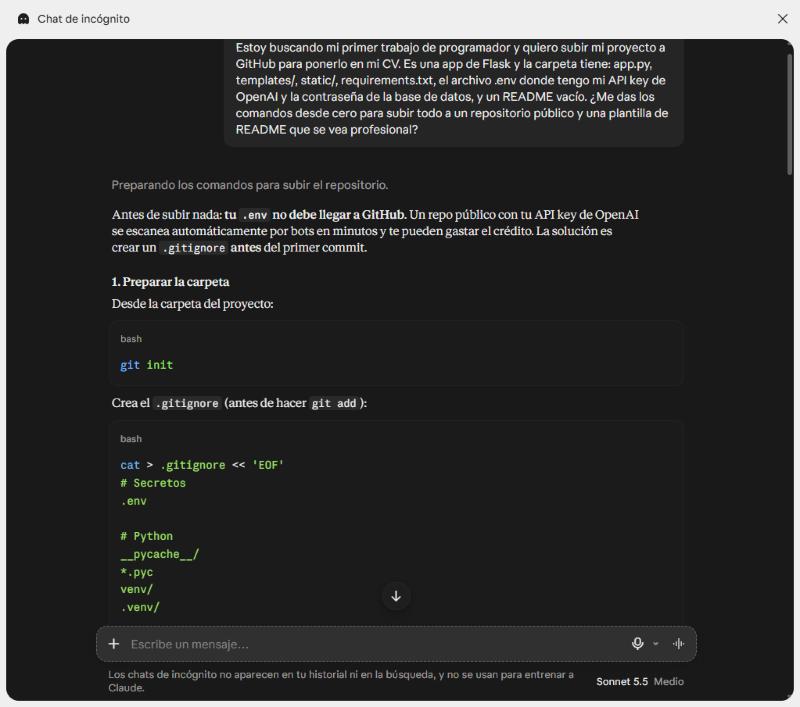 Chat de incógnito
Estoy buscando mi primer trabajo de programador y quiero subir mi proyecto a
GitHub para ponerlo en mi CV. Es una app de Flask y la carpeta tiene: app.py,
templates/, static/, requirements.txt, el archivo .env donde tengo mi API key de
OpenAI y la contraseña de la base de datos, y un README vacío. ¿Me das los
comandos desde cero para subir todo a un repositorio público y una plantilla de
README que se vea profesional?
Preparando los comandos para subir el repositorio.
Antes de subir nada: tu .env no debe llegar a GitHub. Un repo público con tu API key de OpenAI
se escanea automáticamente por bots en minutos y te pueden gastar el crédito. La solución es
crear un .gitignore antes del primer commit.
1. Preparar la carpeta
Desde la carpeta del proyecto:
bash
git init
Crea el .gitignore (antes de hacer git add ):
bash
cat > .gitignore << 'EOF'
# Secretos
.env
# Python
__pycache__/
*.pyc
venv/
.venv/
Escribe un mensaje...
Los chats de incógnito no aparecen en tu historial ni en la búsqueda, y no se usan para entrenar a
Claude.
Sonnet 5.5 Medio